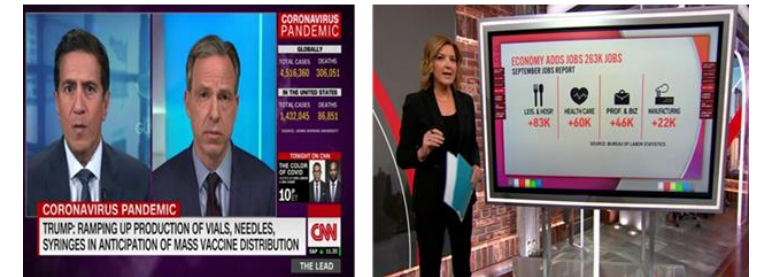 CORONAVIRUS
PANDEMIC
GLOBALLY
TOTAL CASES DEATHS
4,516,360 306,051
IN THE UNITED STATES
TOTAL CASES DEATHS
1,432,045 86,851
SOURCE: JOHNS HOPKINS UNIVERSITY
TONIGHT ON CNN
THE COLOR
OF COVID
10P
CORONAVIRUS PANDEMIC
TRUMP: RAMPING UP PRODUCTION OF VIALS, NEEDLES,
SYRINGES IN ANTICIPATION OF MASS VACCINE DISTRIBUTION
CNN
THE LEAD
ECONOMY ADDS JOBS 263K JOBS
SEPTEMBER JOBS REPORT
LEIS. & HOSP. HEALTHCARE PROF. & BIZ MANUFACTURING
+83K +60K +46K +22K
SOURCE: BUREAU OF LABOR STATISTICS